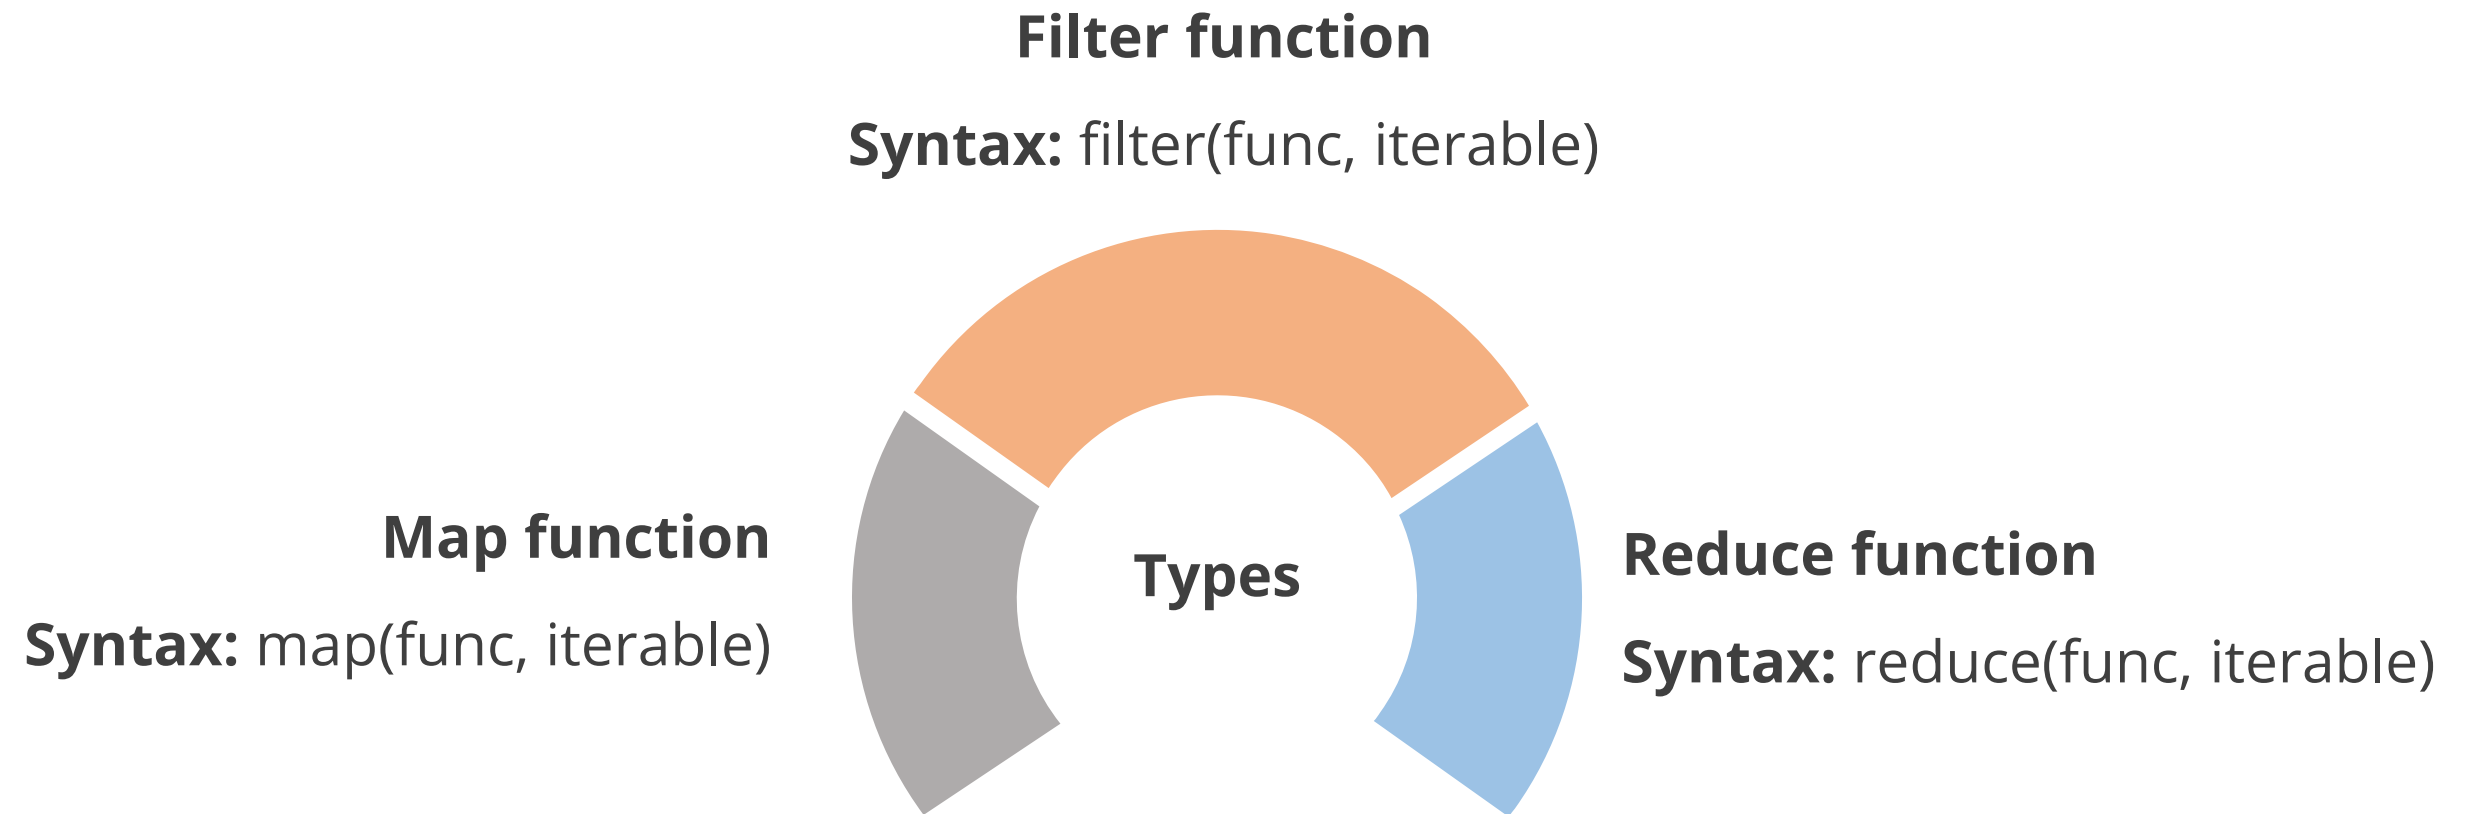 Filter function
Syntax: filter(func, iterable)
Map function
Syntax: map(func, iterable)
Types
Reduce function
Syntax: reduce(func, iterable)